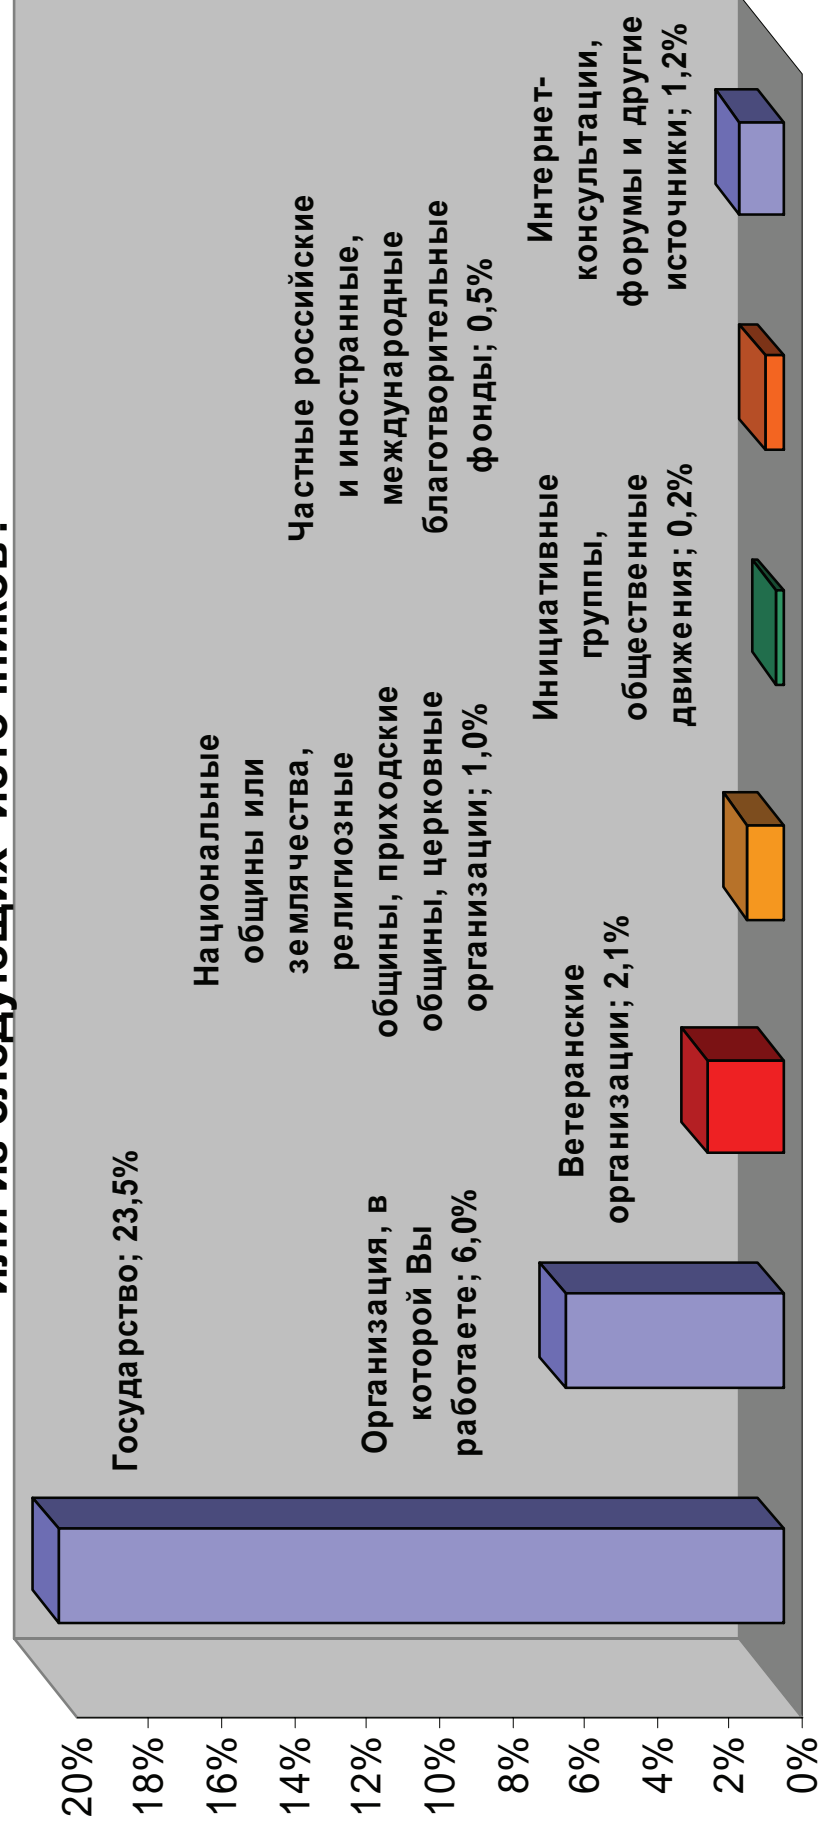 или из следующих источников?
20%
18%
16%
14%
12%
10%
8%
6%
4%
2%
0%
Государство; 23,5%
Организация, в
которой Вы
работаете; 6,0%
Ветеранские
организации; 2,1%
Национальные
общины или
землячества,
религиозные
общины, приходские
общины, церковные
организации; 1,0%
Инициативные
группы,
общественные
движения; 0,2%
Частные российские
и иностранные,
международные
благотворительные
фонды; 0,5%
Интернет-
консультации,
форумы и другие
источники; 1,2%